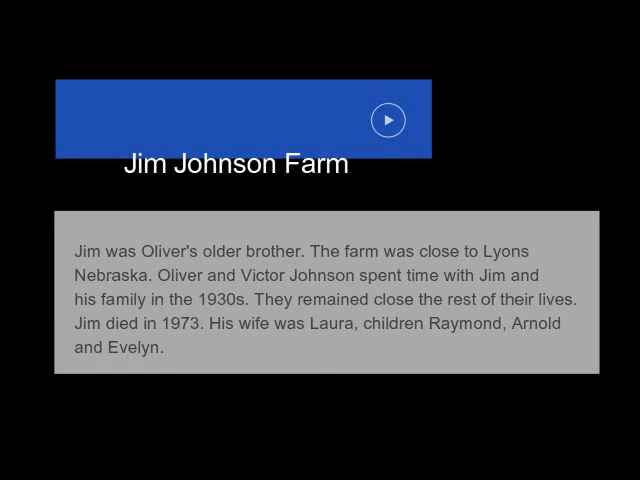 Jim Johnson Farm
Jim was Oliver's older brother. The farm was close to Lyons
Nebraska. Oliver and Victor Johnson spent time with Jim and
his family in the 1930s. They remained close the rest of their lives.
Jim died in 1973. His wife was Laura, children Raymond, Arnold
and Evelyn.